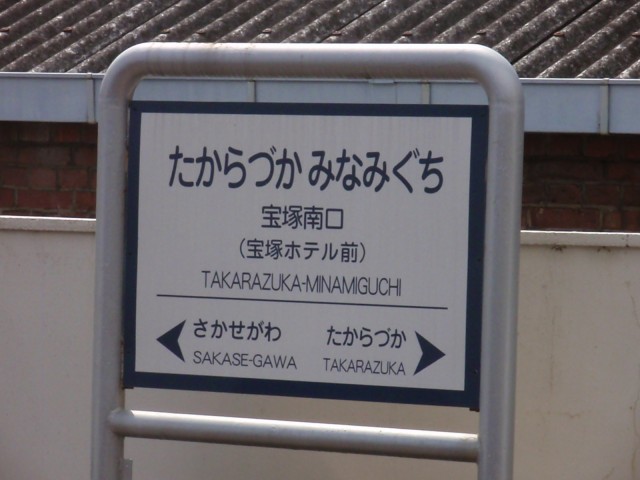 たからづか みなみぐち
宝塚南口
（宝塚ホテル前）
TAKARAZUKA-MINAMIGUCHI
さかせがわ たからづか
SAKASE-GAWA TAKARAZUKA